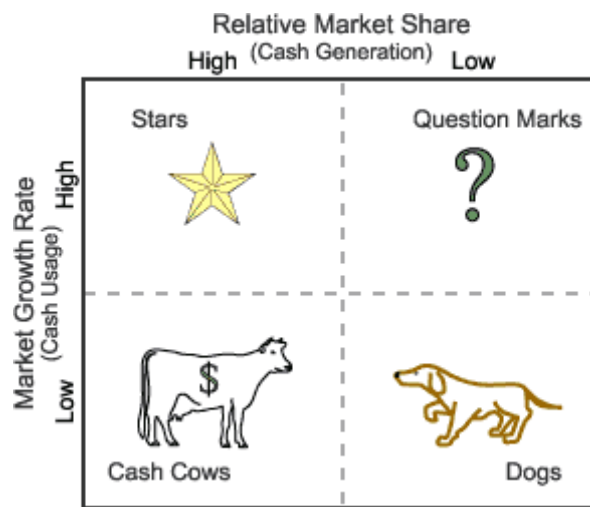 Relative Market Share
(Cash Generation)
High Low
Stars Question Marks
?
Market Growth Rate
(Cash Usage)
High
Low
$
Cash Cows Dogs